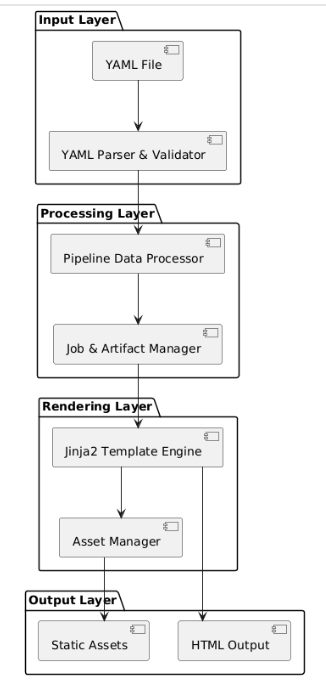 Input Layer
YAML File
YAML Parser & Validator
Processing Layer
Pipeline Data Processor
Job & Artifact Manager
Rendering Layer
Jinja2 Template Engine
Asset Manager
Output Layer
Static Assets
HTML Output